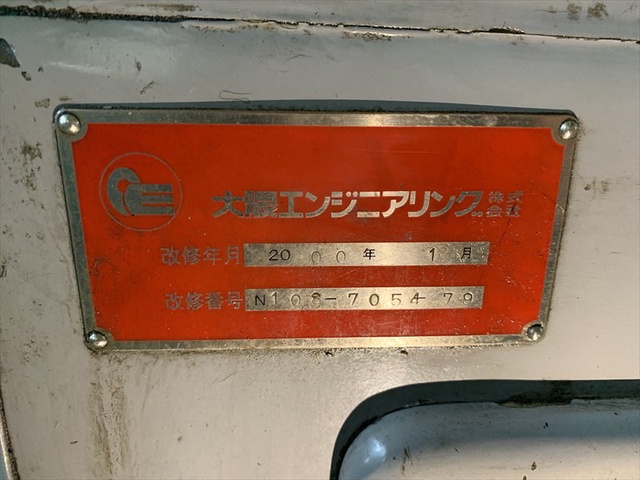 OE
大隈エンジニアリング株式会社
改修年月 2000年 1月
改修番号 N108-7054-79